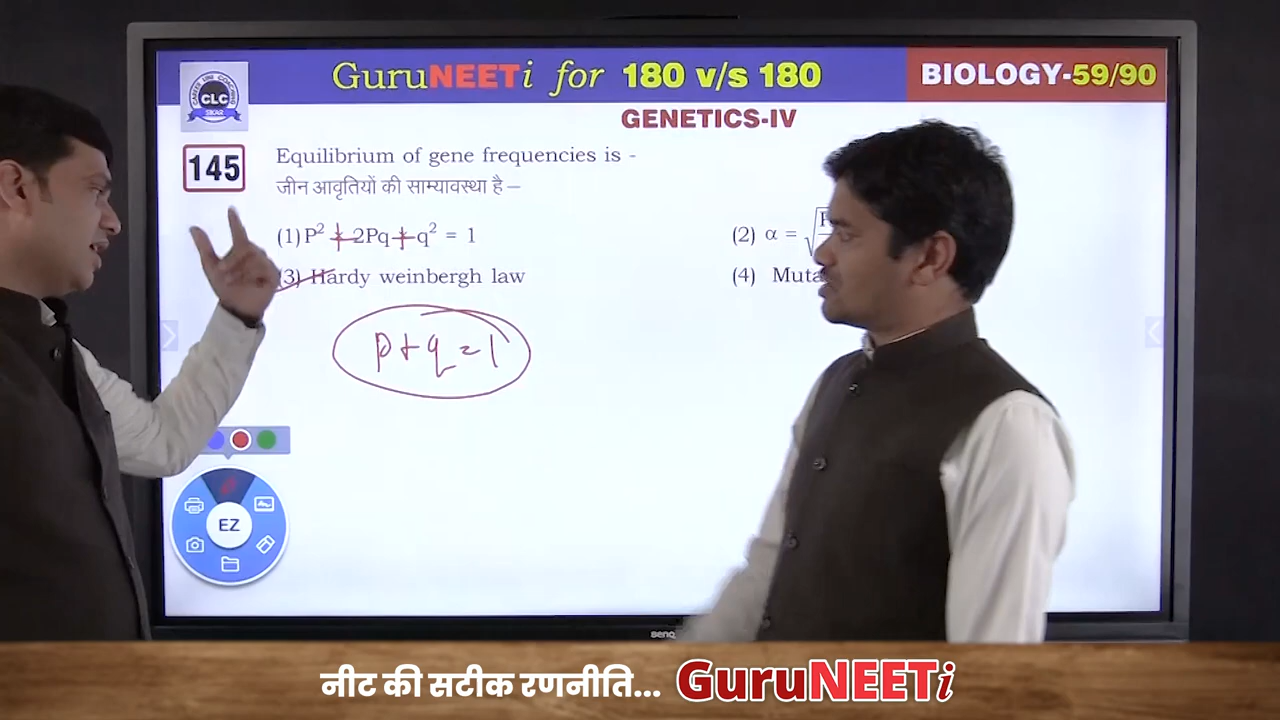 GuruNEETi for 180 v/s 180
BIOLOGY-59/90
CLC
SIKAR
GENETICS-IV
145
Equilibrium of gene frequencies is -
जीन आवृतियों की साम्यावस्था है –
(1) P² + 2Pq + q² = 1
(2) α = √P
(3) Hardy weinbergh law
(4) Muta
p + q = 1
EZ
BenQ
नीट की सटीक रणनीति... GuruNEETi